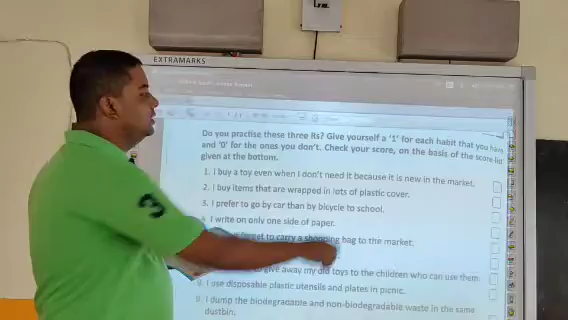 EXTRAMARKS
Do you practise these three Rs? Give yourself a '1' for each habit that you have
and '0' for the ones you don't. Check your score, on the basis of the score list
given at the bottom.
1. I buy a toy even when I don't need it because it is new in the market.
2. I buy items that are wrapped in lots of plastic cover.
3. I prefer to go by car than by bicycle to school.
I write on only one side of paper.
to carry a shopping bag to the market.
give away my old toys to the children who can use them.
I use disposable plastic utensils and plates in picnic.
I dump the biodegradable and non-biodegradable waste in the same
dustbin.
3